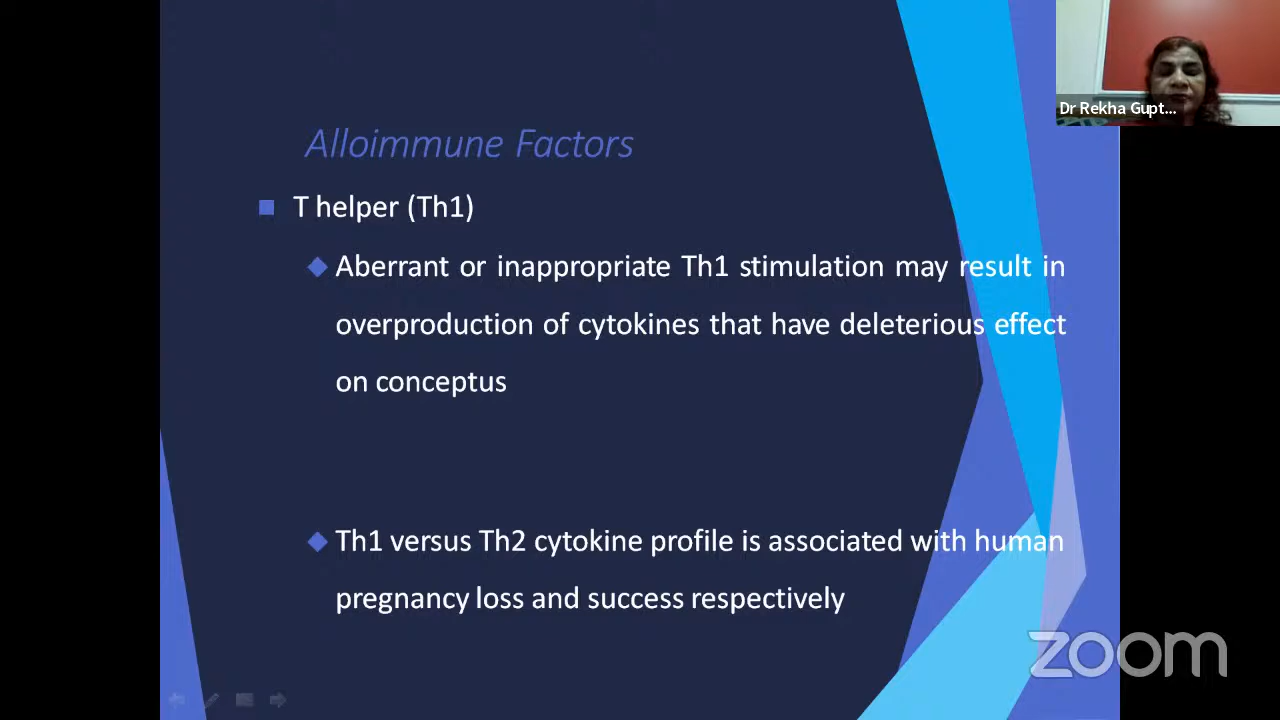 Dr Rekha Gupt...
Alloimmune Factors
T helper (Th1)
Aberrant or inappropriate Th1 stimulation may result in
overproduction of cytokines that have deleterious effect
on conceptus
Th1 versus Th2 cytokine profile is associated with human
pregnancy loss and success respectively
zoom